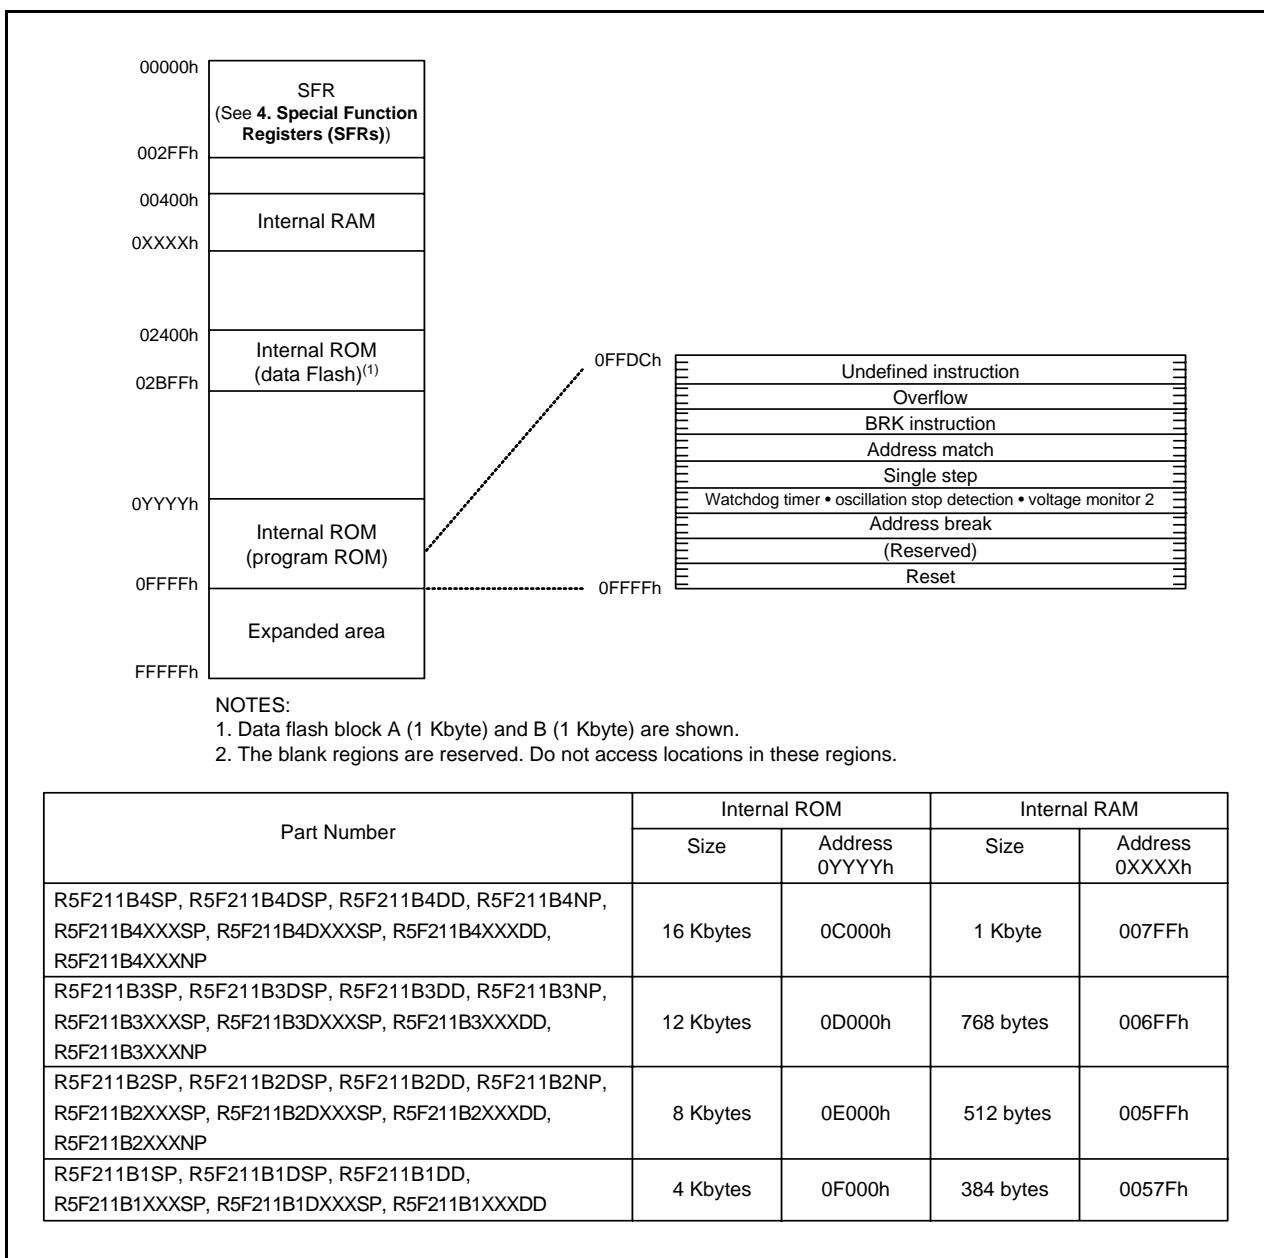 00000h
SFR
(See 4. Special Function
Registers (SFRs))
002FFh
00400h
Internal RAM
0XXXXh
02400h
Internal ROM
(data Flash)(1)
02BFFh
0YYYYh
Internal ROM
(program ROM)
0FFFFh
Expanded area
FFFFFh
0FFDCh
Undefined instruction
Overflow
BRK instruction
Address match
Single step
Watchdog timer • oscillation stop detection • voltage monitor 2
Address break
(Reserved)
Reset
0FFFFh
NOTES:
1. Data flash block A (1 Kbyte) and B (1 Kbyte) are shown.
2. The blank regions are reserved. Do not access locations in these regions.
Part Number
Internal ROM
Internal RAM
Size
Address
0YYYYh
Size
Address
0XXXXh
R5F211B4SP, R5F211B4DSP, R5F211B4DD, R5F211B4NP,
R5F211B4XXXSP, R5F211B4DXXXSP, R5F211B4XXXDD,
R5F211B4XXXNP
16 Kbytes
0C000h
1 Kbyte
007FFh
R5F211B3SP, R5F211B3DSP, R5F211B3DD, R5F211B3NP,
R5F211B3XXXSP, R5F211B3DXXXSP, R5F211B3XXXDD,
R5F211B3XXXNP
12 Kbytes
0D000h
768 bytes
006FFh
R5F211B2SP, R5F211B2DSP, R5F211B2DD, R5F211B2NP,
R5F211B2XXXSP, R5F211B2DXXXSP, R5F211B2XXXDD,
R5F211B2XXXNP
8 Kbytes
0E000h
512 bytes
005FFh
R5F211B1SP, R5F211B1DSP, R5F211B1DD,
R5F211B1XXXSP, R5F211B1DXXXSP, R5F211B1XXXDD
4 Kbytes
0F000h
384 bytes
0057Fh